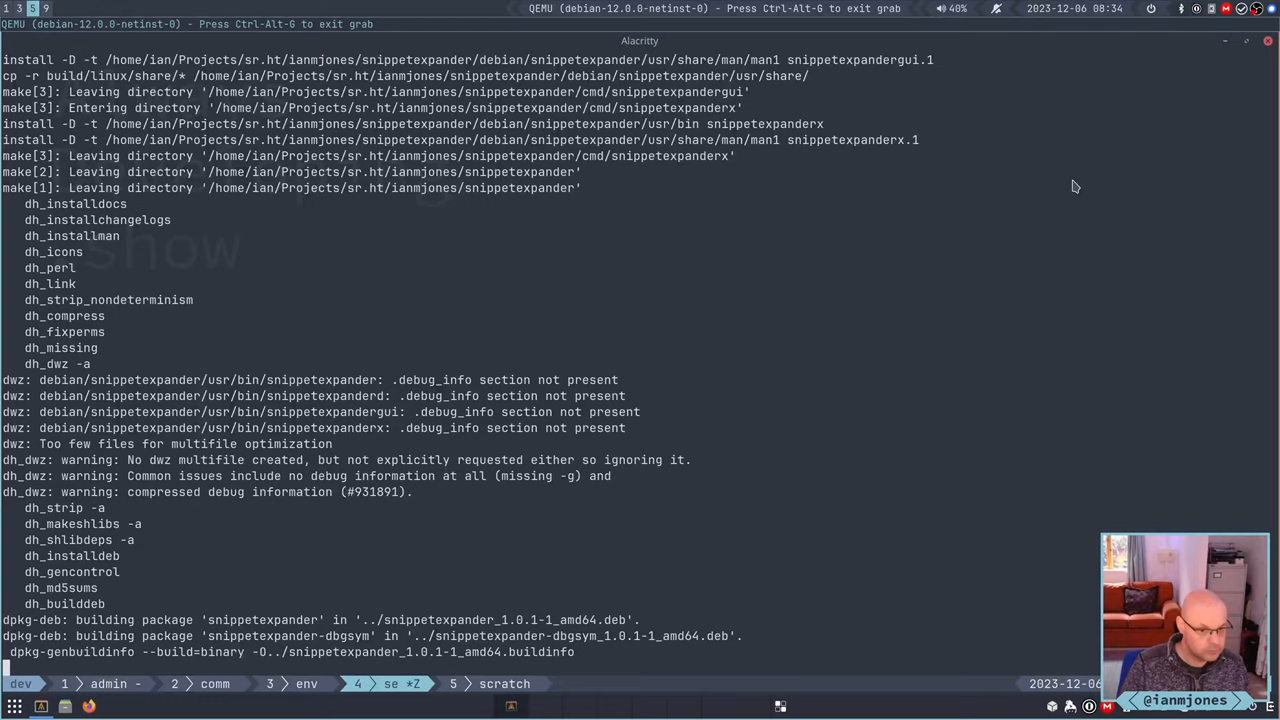 1 3 5 9
QEMU (debian-12.0.0-netinst-0) - Press Ctrl-Alt-G to exit grab
40%
2023-12-06 08:34
QEMU (debian-12.0.0-netinst-0) - Press Ctrl-Alt-G to exit grab
Alacritty
install -D -t /home/ian/Projects/sr.ht/ianmjones/snippetexpander/debian/snippetexpander/usr/share/man/man1 snippetexpandergui.1
cp -r build/linux/share/* /home/ian/Projects/sr.ht/ianmjones/snippetexpander/debian/snippetexpander/usr/share/
make[3]: Leaving directory '/home/ian/Projects/sr.ht/ianmjones/snippetexpander/cmd/snippetexpandergui'
make[3]: Entering directory '/home/ian/Projects/sr.ht/ianmjones/snippetexpander/cmd/snippetexpanderx'
install -D -t /home/ian/Projects/sr.ht/ianmjones/snippetexpander/debian/snippetexpander/usr/bin snippetexpanderx
install -D -t /home/ian/Projects/sr.ht/ianmjones/snippetexpander/debian/snippetexpander/usr/share/man/man1 snippetexpanderx.1
make[3]: Leaving directory '/home/ian/Projects/sr.ht/ianmjones/snippetexpander/cmd/snippetexpanderx'
make[2]: Leaving directory '/home/ian/Projects/sr.ht/ianmjones/snippetexpander'
make[1]: Leaving directory '/home/ian/Projects/sr.ht/ianmjones/snippetexpander'
dh_installdocs
dh_installchangelogs
dh_installman
show
dh_icons
dh_perl
dh_link
dh_strip_nondeterminism
dh_compress
dh_fixperms
dh_missing
dh_dwz -a
dwz: debian/snippetexpander/usr/bin/snippetexpander: .debug_info section not present
dwz: debian/snippetexpander/usr/bin/snippetexpanderd: .debug_info section not present
dwz: debian/snippetexpander/usr/bin/snippetexpandergui: .debug_info section not present
dwz: debian/snippetexpander/usr/bin/snippetexpanderx: .debug_info section not present
dwz: Too few files for multifile optimization
dh_dwz: warning: No dwz multifile created, but not explicitly requested either so ignoring it.
dh_dwz: warning: Common issues include no debug information at all (missing -g) and
dh_dwz: warning: compressed debug information (#931891).
dh_strip -a
dh_makeshlibs -a
dh_shlibdeps -a
dh_installdeb
dh_gencontrol
dh_md5sums
dh_builddeb
dpkg-deb: building package 'snippetexpander' in '../snippetexpander_1.0.1-1_amd64.deb'.
dpkg-deb: building package 'snippetexpander-dbgsym' in '../snippetexpander-dbgsym_1.0.1-1_amd64.deb'.
dpkg-genbuildinfo --build=binary -O../snippetexpander_1.0.1-1_amd64.buildinfo
dev 1 admin - 2 comm 3 env 4 se *Z 5 scratch 2023-12-06
@ianmjones